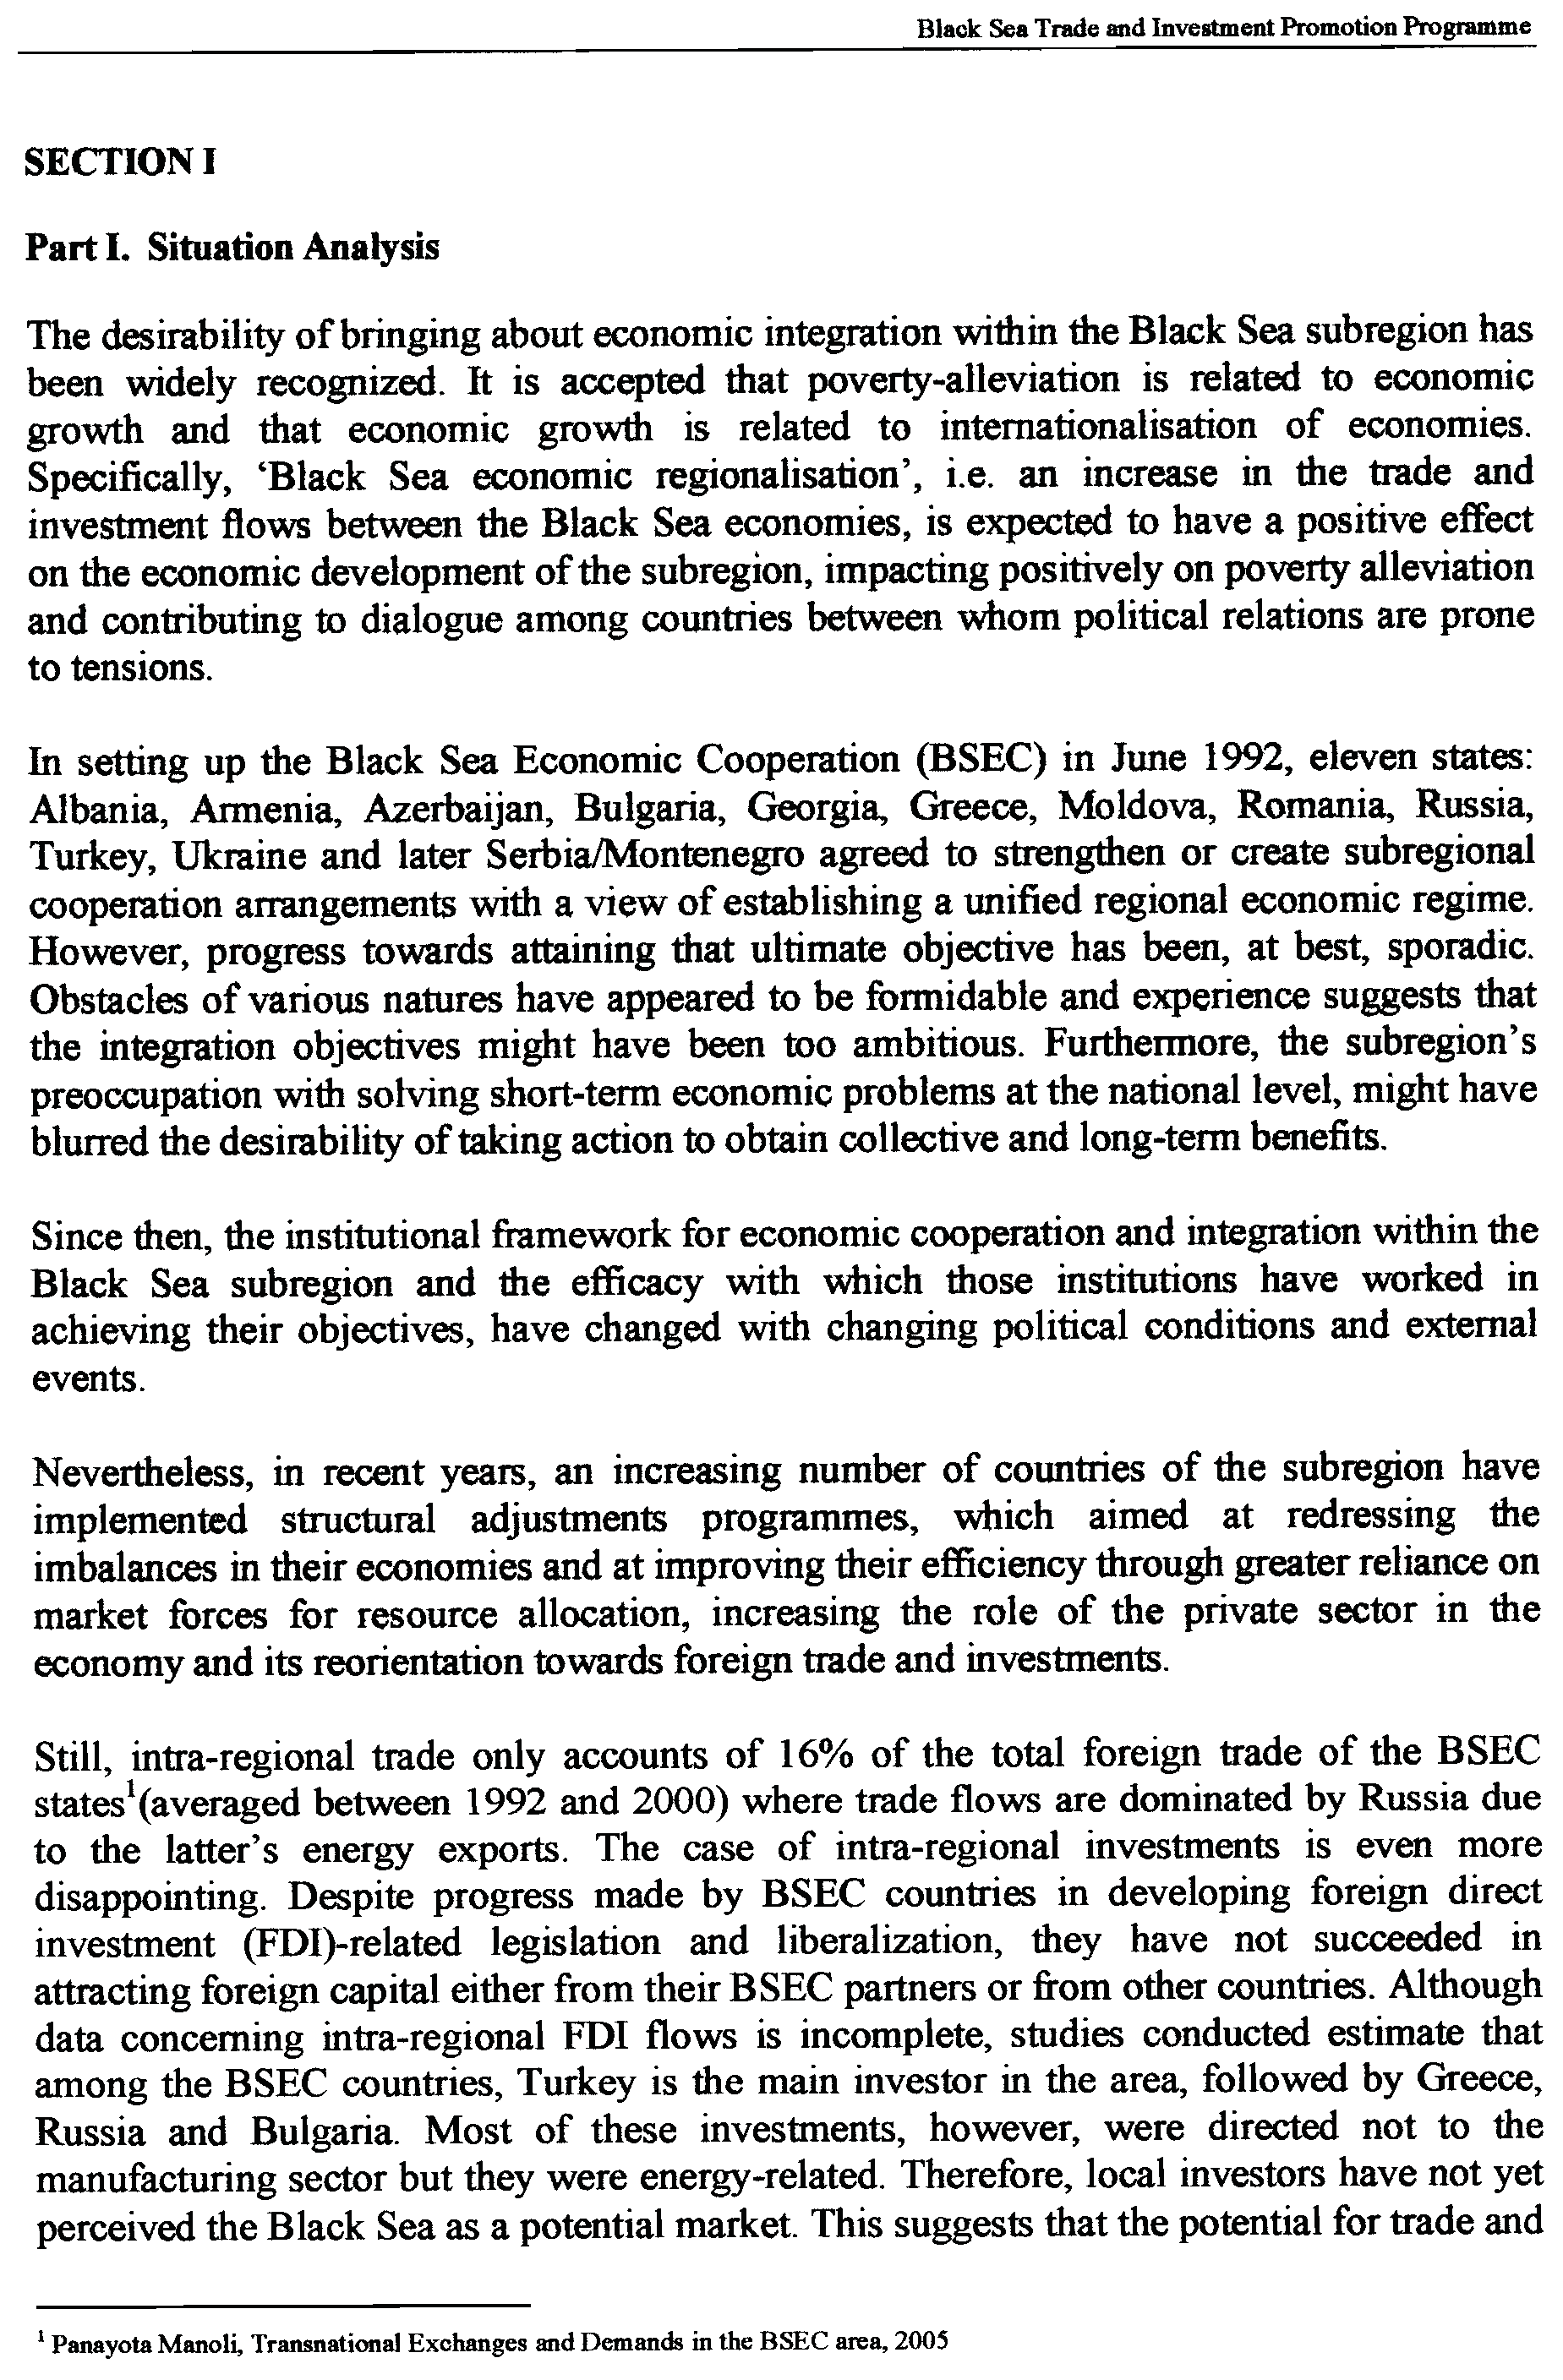 Black Sea Trade and Investment Promotion Programme
SECTION I
Part I. Situation Analysis
The desirability of bringing about economic integration within the Black Sea subregion has
been widely recognized. It is accepted that poverty-alleviation is related to economic
growth and that economic growth is related to internationalisation of economies.
Specifically, ‘Black Sea economic regionalisation’, i.e. an increase in the trade and
investment flows between the Black Sea economies, is expected to have a positive effect
on the economic development of the subregion, impacting positively on poverty alleviation
and contributing to dialogue among countries between whom political relations are prone
to tensions.
In setting up the Black Sea Economic Cooperation (BSEC) in June 1992, eleven states:
Albania, Armenia, Azerbaijan, Bulgaria, Georgia, Greece, Moldova, Romania, Russia,
Turkey, Ukraine and later Serbia/Montenegro agreed to strengthen or create subregional
cooperation arrangements with a view of establishing a unified regional economic regime.
However, progress towards attaining that ultimate objective has been, at best, sporadic.
Obstacles of various natures have appeared to be formidable and experience suggests that
the integration objectives might have been too ambitious. Furthermore, the subregion’s
preoccupation with solving short-term economic problems at the national level, might have
blurred the desirability of taking action to obtain collective and long-term benefits.
Since then, the institutional framework for economic cooperation and integration within the
Black Sea subregion and the efficacy with which those institutions have worked in
achieving their objectives, have changed with changing political conditions and external
events.
Nevertheless, in recent years, an increasing number of countries of the subregion have
implemented structural adjustments programmes, which aimed at redressing the
imbalances in their economies and at improving their efficiency through greater reliance on
market forces for resource allocation, increasing the role of the private sector in the
economy and its reorientation towards foreign trade and investments.
Still, intra-regional trade only accounts of 16% of the total foreign trade of the BSEC
states¹(averaged between 1992 and 2000) where trade flows are dominated by Russia due
to the latter’s energy exports. The case of intra-regional investments is even more
disappointing. Despite progress made by BSEC countries in developing foreign direct
investment (FDI)-related legislation and liberalization, they have not succeeded in
attracting foreign capital either from their BSEC partners or from other countries. Although
data concerning intra-regional FDI flows is incomplete, studies conducted estimate that
among the BSEC countries, Turkey is the main investor in the area, followed by Greece,
Russia and Bulgaria. Most of these investments, however, were directed not to the
manufacturing sector but they were energy-related. Therefore, local investors have not yet
perceived the Black Sea as a potential market. This suggests that the potential for trade and
¹ Panayota Manoli, Transnational Exchanges and Demands in the BSEC area, 2005